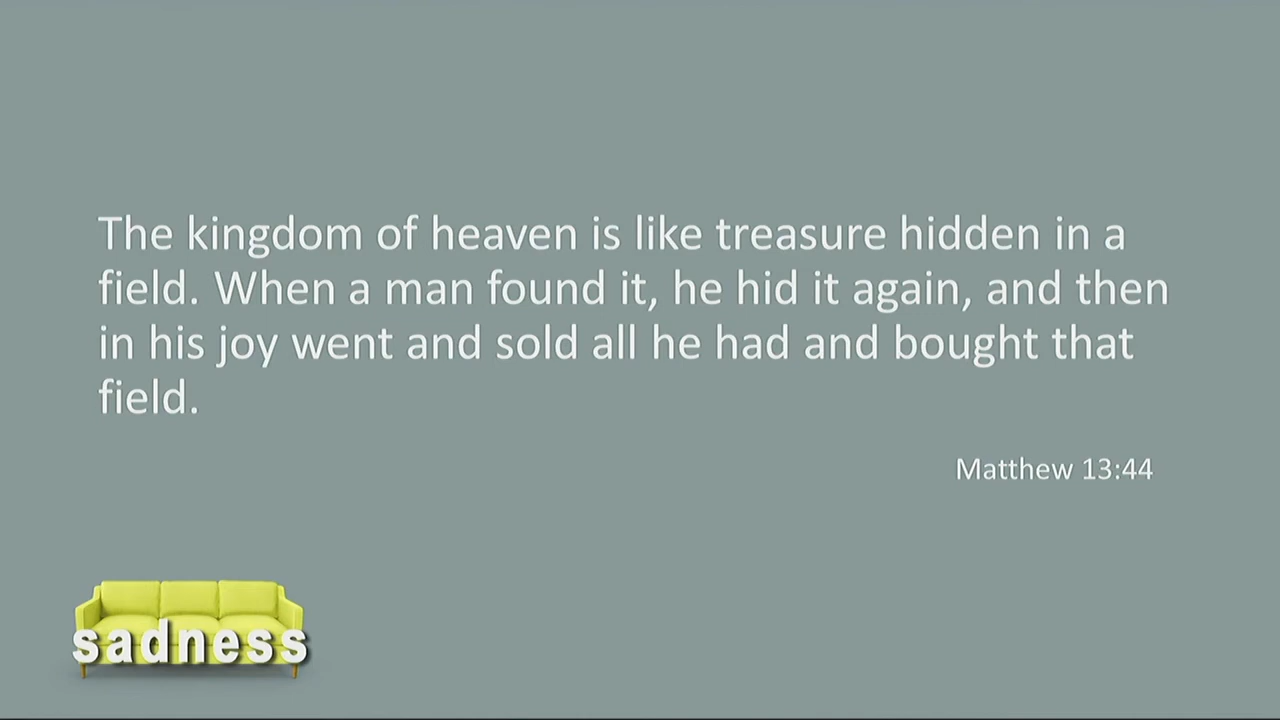 The kingdom of heaven is like treasure hidden in a
field. When a man found it, he hid it again, and then
in his joy went and sold all he had and bought that
field.
Matthew 13:44
sadness